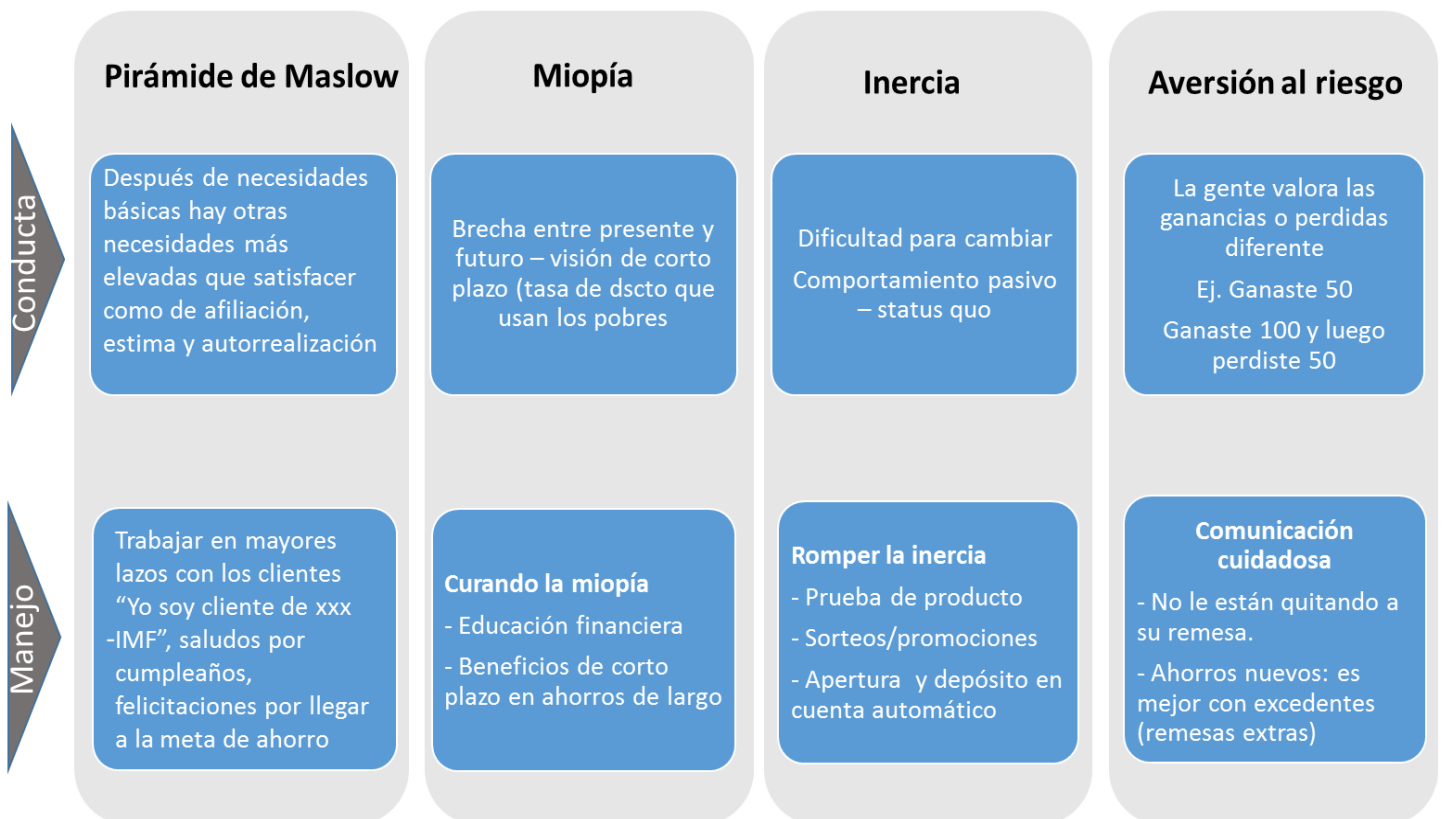 Pirámide de Maslow
Miopía
Inercia
Aversión al riesgo
Conducta
Después de necesidades
básicas hay otras
necesidades más
elevadas que satisfacer
como de afiliación,
estima y autorrealización
Brecha entre presente y
futuro – visión de corto
plazo (tasa de dscto que
usan los pobres
Dificultad para cambiar
Comportamiento pasivo
– status quo
La gente valora las
ganancias o perdidas
diferente
Ej. Ganaste 50
Ganaste 100 y luego
perdiste 50
Manejo
Trabajar en mayores
lazos con los clientes
“Yo soy cliente de xxx
-IMF”, saludos por
cumpleaños,
felicitaciones por llegar
a la meta de ahorro
Curando la miopía
- Educación financiera
- Beneficios de corto
plazo en ahorros de largo
Romper la inercia
- Prueba de producto
- Sorteos/promociones
- Apertura y depósito en
cuenta automático
Comunicación
cuidadosa
- No le están quitando a
su remesa.
- Ahorros nuevos: es
mejor con excedentes
(remesas extras)